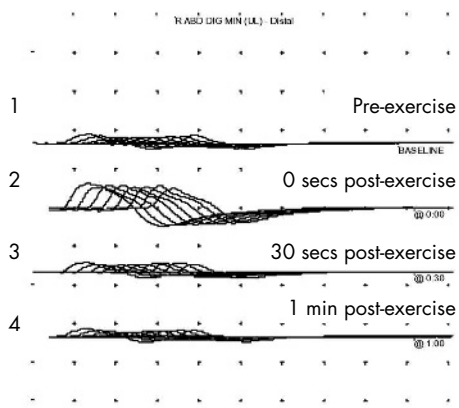 R ABD DIG MIN (UL) - Distal
1 Pre-exercise
BASELINE
2 0 secs post-exercise
@ 0:00
3 30 secs post-exercise
@ 0:30
4 1 min post-exercise
@ 1:00